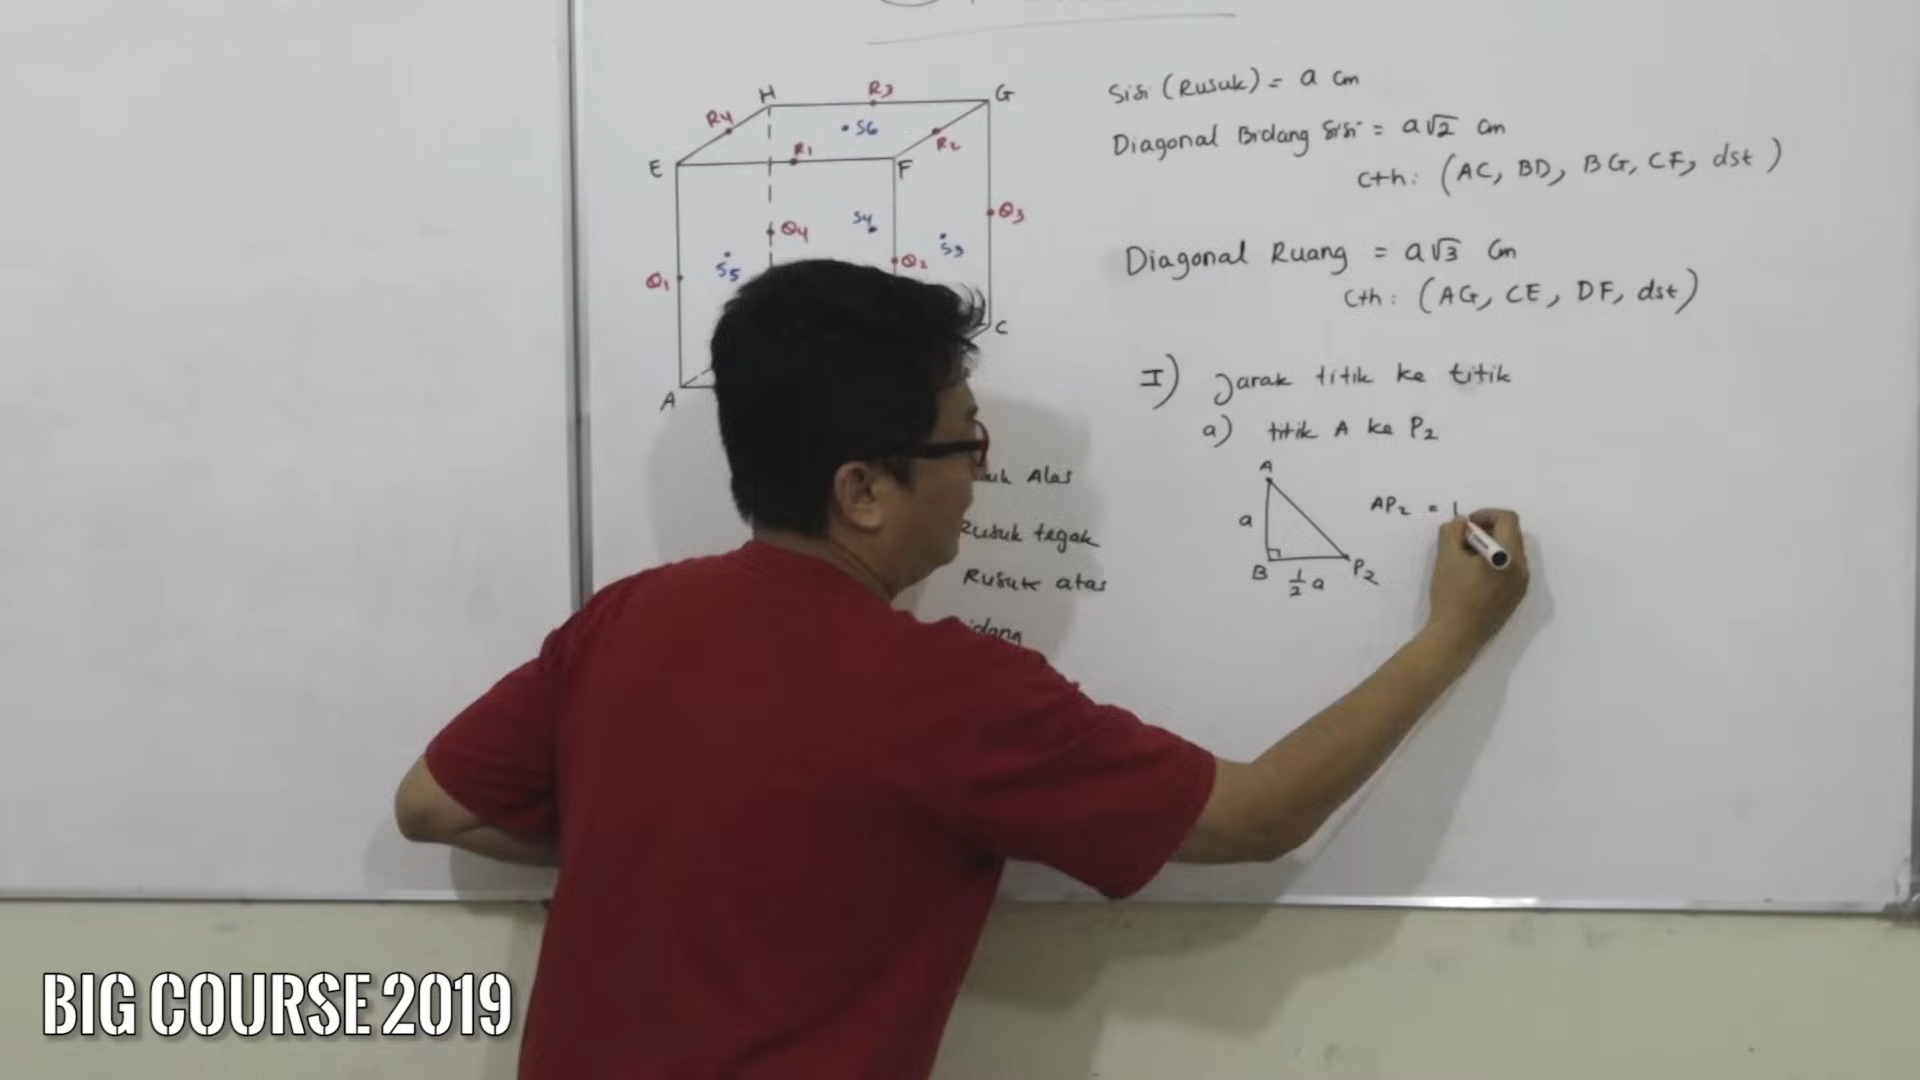 H
R3
G
R4
S6
R1
R2
E
F
Q3
Q4
S4
S3
S5
Q2
Q1
C
A
Alas
Rusuk tegak
Rusuk atas
Sisi (Rusuk) = a cm
Diagonal Bidang Sisi = a√2 cm
Cth: (AC, BD, BG, CF, dst)
Diagonal Ruang = a√3 cm
Cth: (AG, CE, DF, dst)
I) Jarak titik ke titik
a) titik A ke P2
A
a
AP2 =
B
1/2 a
P2
BIG COURSE 2019